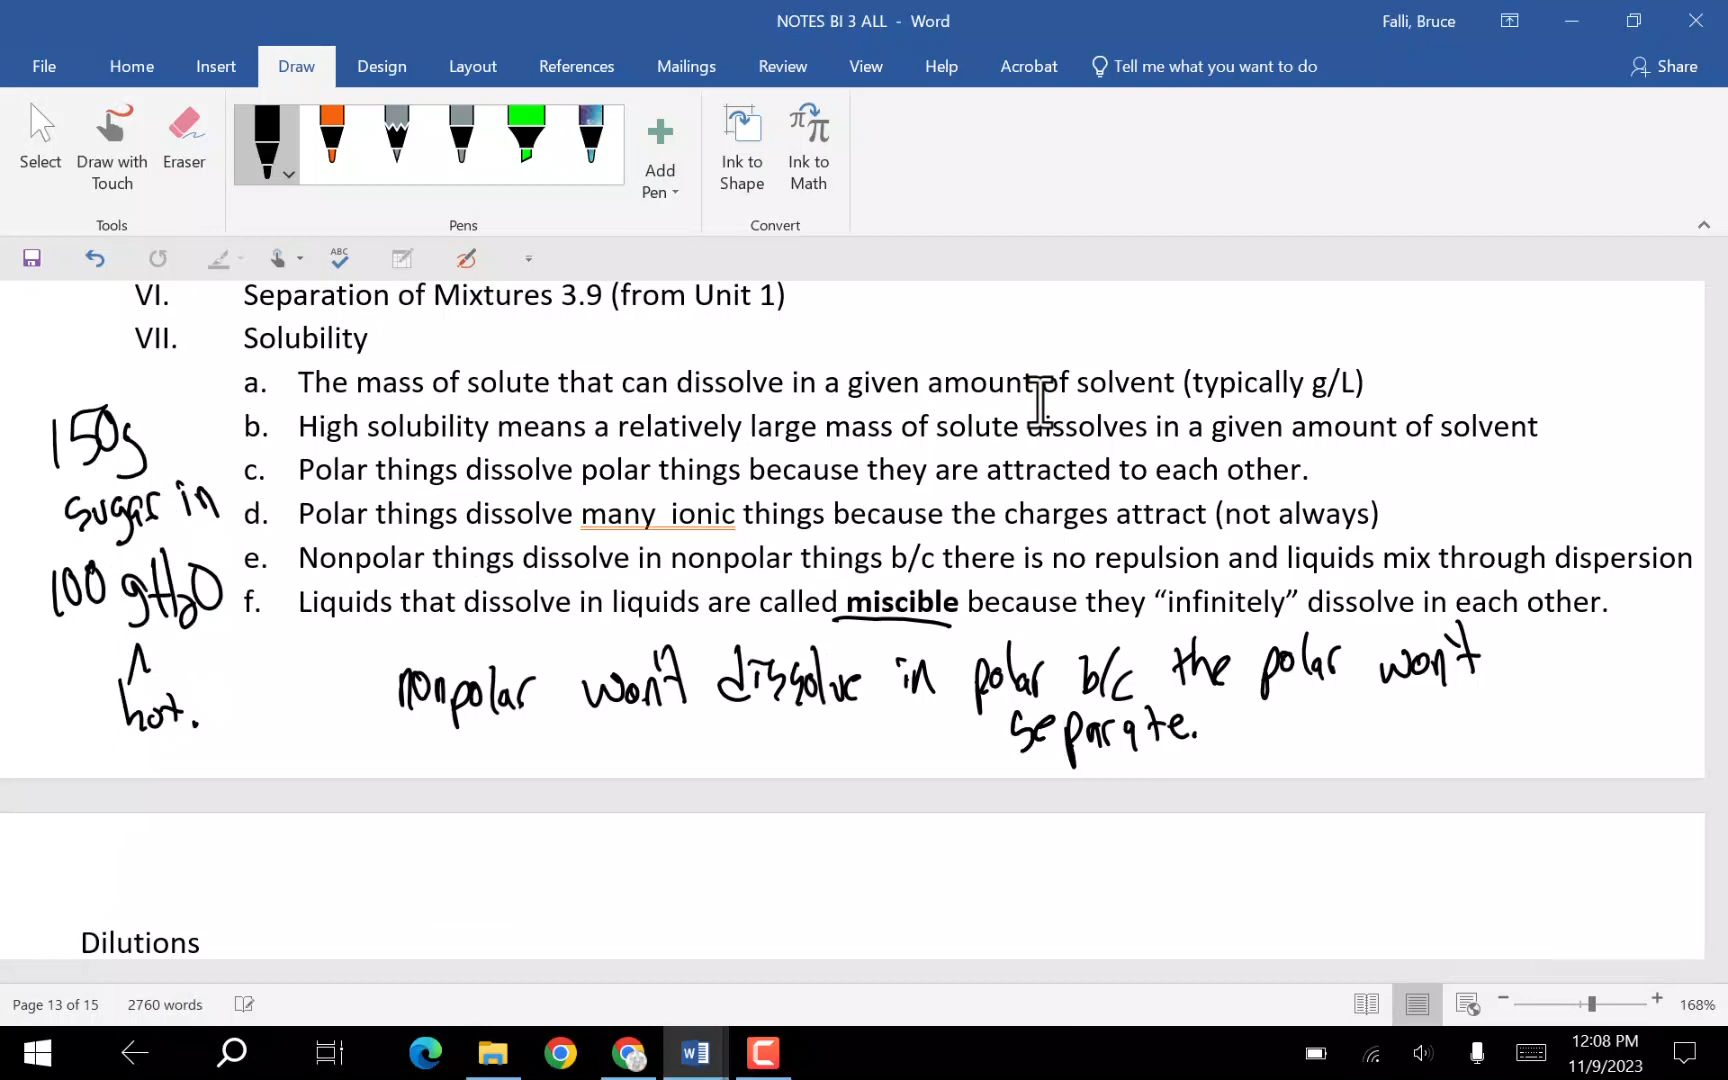 NOTES BI 3 ALL - Word
Falli, Bruce
File Home Insert Draw Design Layout References Mailings Review View Help Acrobat Tell me what you want to do Share
Select
Draw with Touch
Eraser
Add Pen
Ink to Shape
Ink to Math
Tools Pens Convert
ABC
VI. Separation of Mixtures 3.9 (from Unit 1)
VII. Solubility
a. The mass of solute that can dissolve in a given amount of solvent (typically g/L)
b. High solubility means a relatively large mass of solute dissolves in a given amount of solvent
c. Polar things dissolve polar things because they are attracted to each other.
d. Polar things dissolve many  ionic things because the charges attract (not always)
e. Nonpolar things dissolve in nonpolar things b/c there is no repulsion and liquids mix through dispersion
f. Liquids that dissolve in liquids are called miscible because they “infinitely” dissolve in each other.
150g
sugar in
100 g H2O
^
hot.
nonpolar won't dissolve in polar b/c the polar won't
separate.
Dilutions
Page 13 of 15 2760 words 168%
12:08 PM
11/9/2023